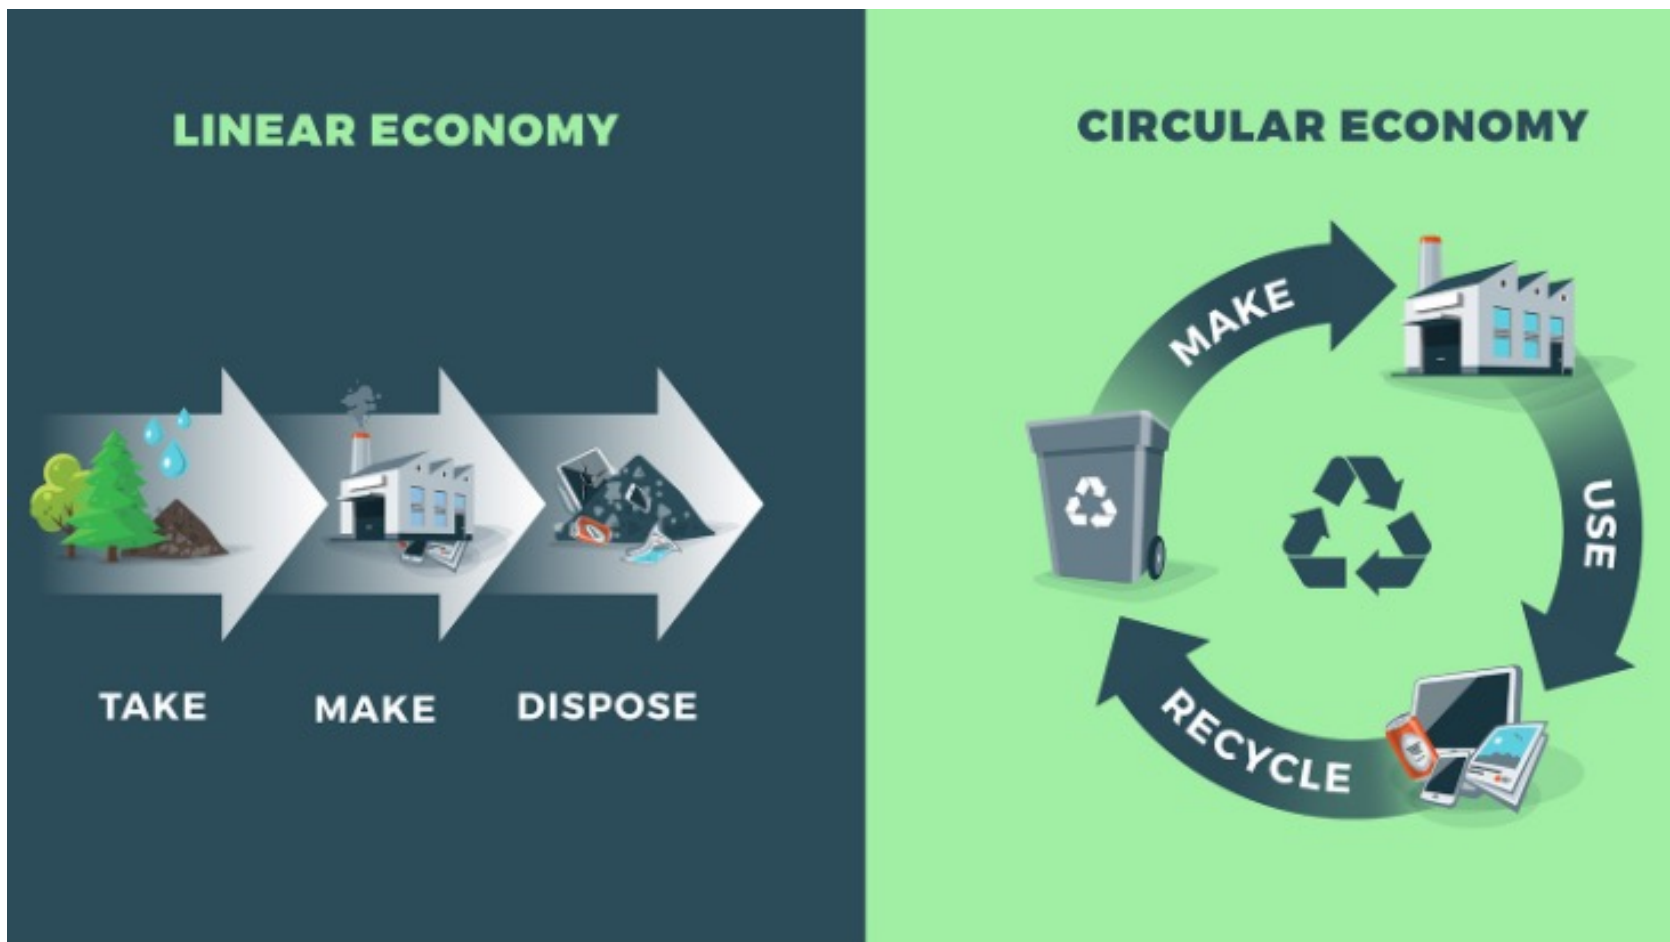 LINEAR ECONOMY
TAKE
MAKE
DISPOSE
CIRCULAR ECONOMY
MAKE
USE
RECYCLE